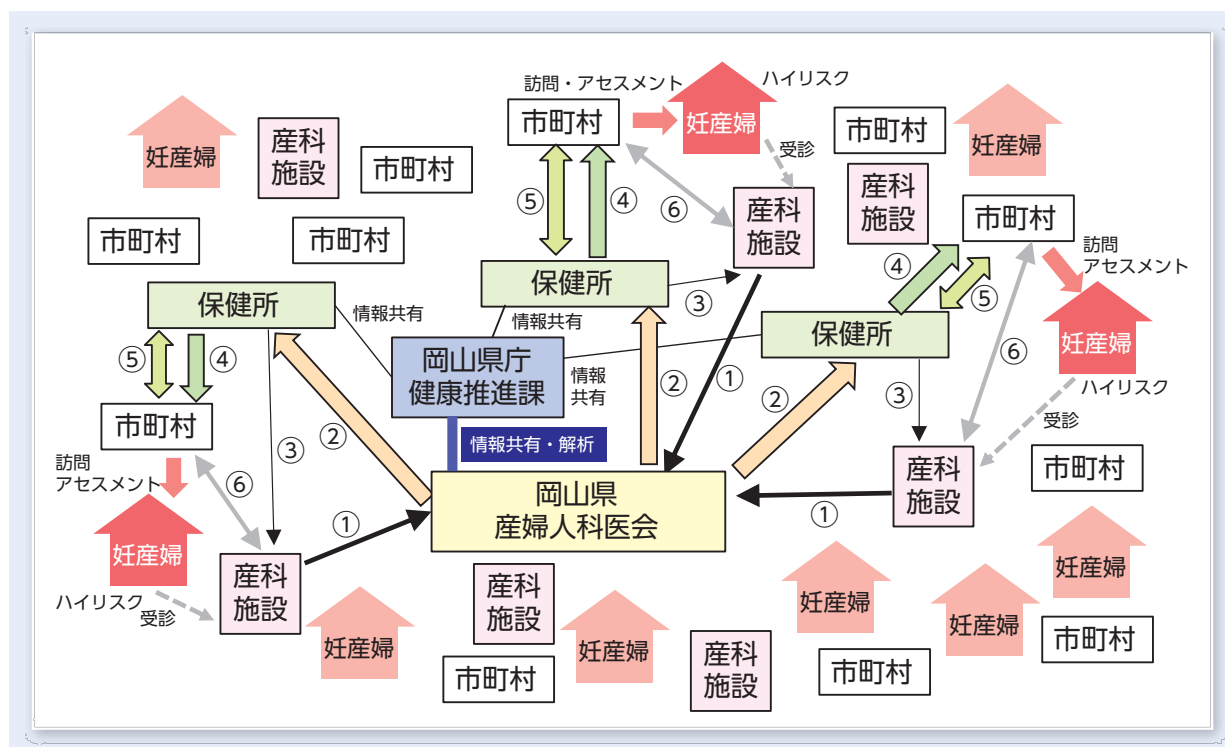 訪問・アセスメント
ハイリスク
市町村
妊産婦
受診
市町村
妊産婦
妊産婦
産科
施設
市町村
⑤
④
⑥
産科
施設
産科
施設
市町村
市町村
市町村
訪問
アセスメント
保健所
③
④
⑤
保健所
情報共有
情報共有
保健所
⑥
妊産婦
ハイリスク
⑤
④
岡山県庁
健康推進課
情報
共有
①
②
②
③
受診
市町村
③
②
情報共有・解析
訪問
アセスメント
⑥
岡山県
産婦人科医会
産科
施設
市町村
①
①
妊産婦
ハイリスク
受診
産科
施設
妊産婦
産科
施設
市町村
妊産婦
産科
施設
妊産婦
市町村
妊産婦
妊産婦
市町村